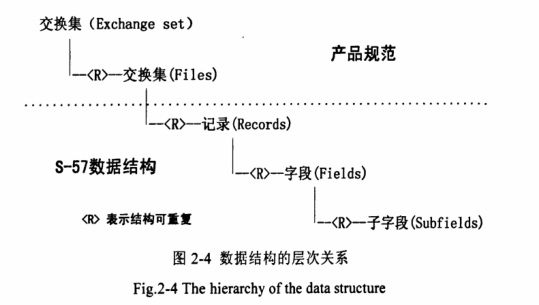 交换集（Exchange set）
产品规范
<R>—交换集(Files)
<R>—记录(Records)
S-57数据结构
<R>—字段(Fields)
<R> 表示结构可重复
<R>—子字段(Subfields)
图 2-4 数据结构的层次关系
Fig.2-4 The hierarchy of the data structure